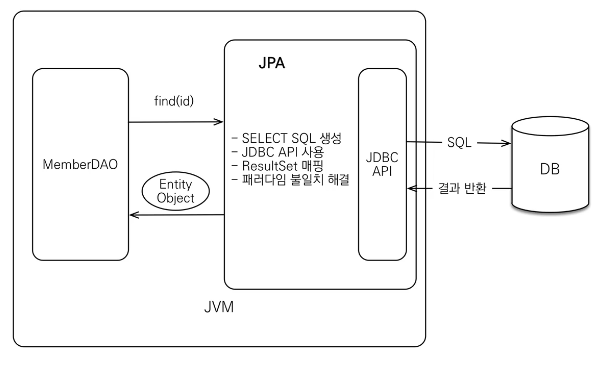 JPA
find(id)
- SELECT SQL 생성
- JDBC API 사용
- ResultSet 매핑
- 패러다임 불일치 해결
MemberDAO
JDBC
API
SQL
DB
Entity
Object
결과 반환
JVM